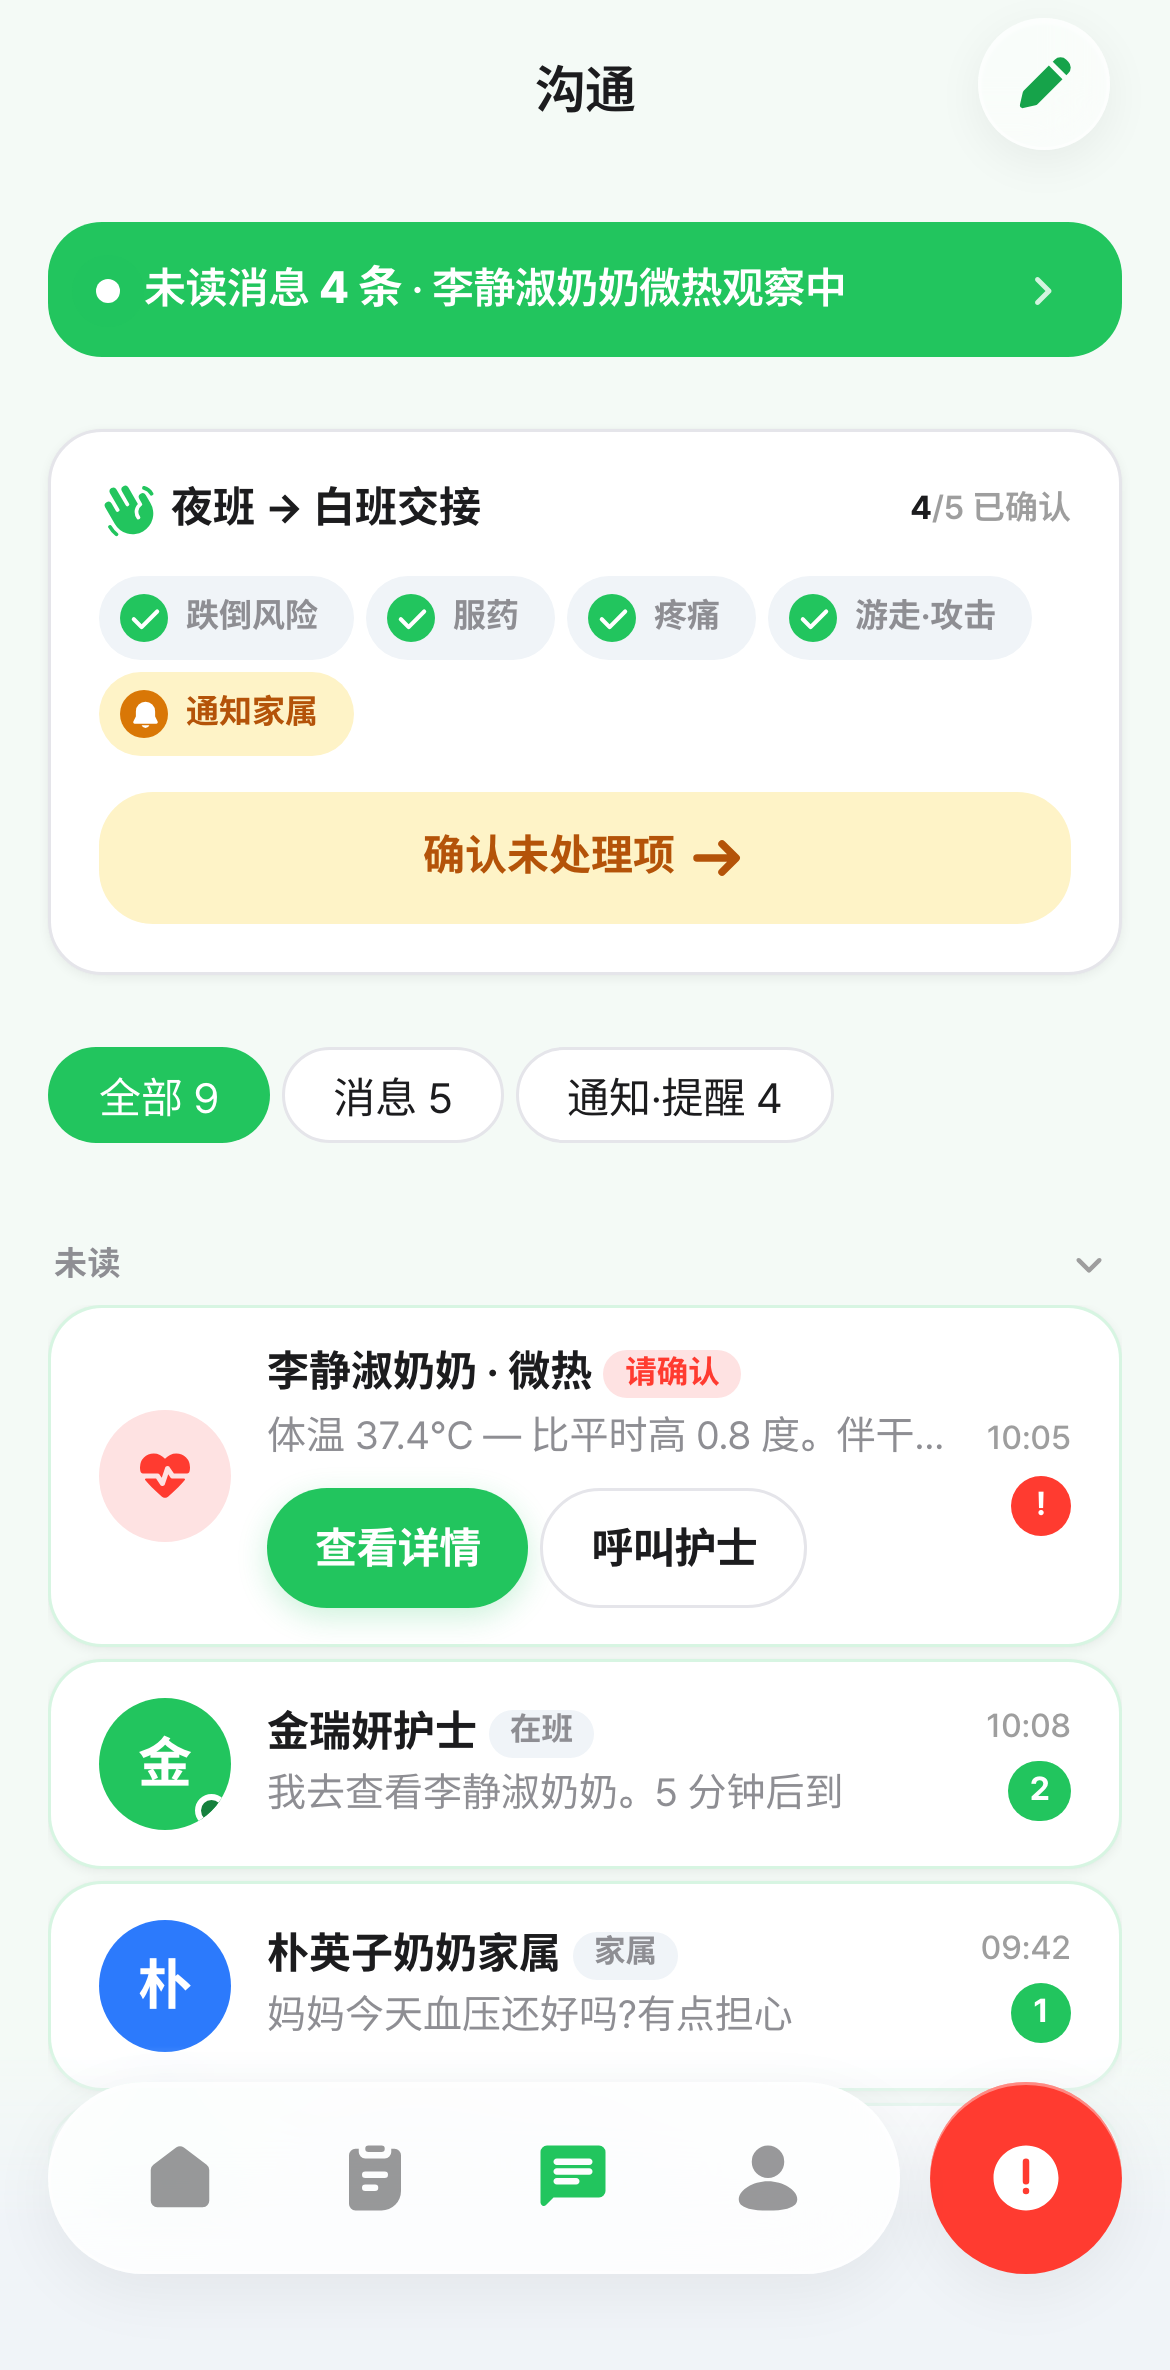 沟通
未读消息 4 条 · 李静淑奶奶微热观察中
夜班 → 白班交接
4/5 已确认
跌倒风险
服药
疼痛
游走·攻击
通知家属
确认未处理项 →
全部 9
消息 5
通知·提醒 4
未读
李静淑奶奶 · 微热 请确认
体温 37.4°C — 比平时高 0.8 度。伴干...
10:05
!
查看详情
呼叫护士
金
金瑞妍护士 在班
10:08
我去查看李静淑奶奶。5 分钟后到
2
朴
朴英子奶奶家属 家属
09:42
妈妈今天血压还好吗?有点担心
1